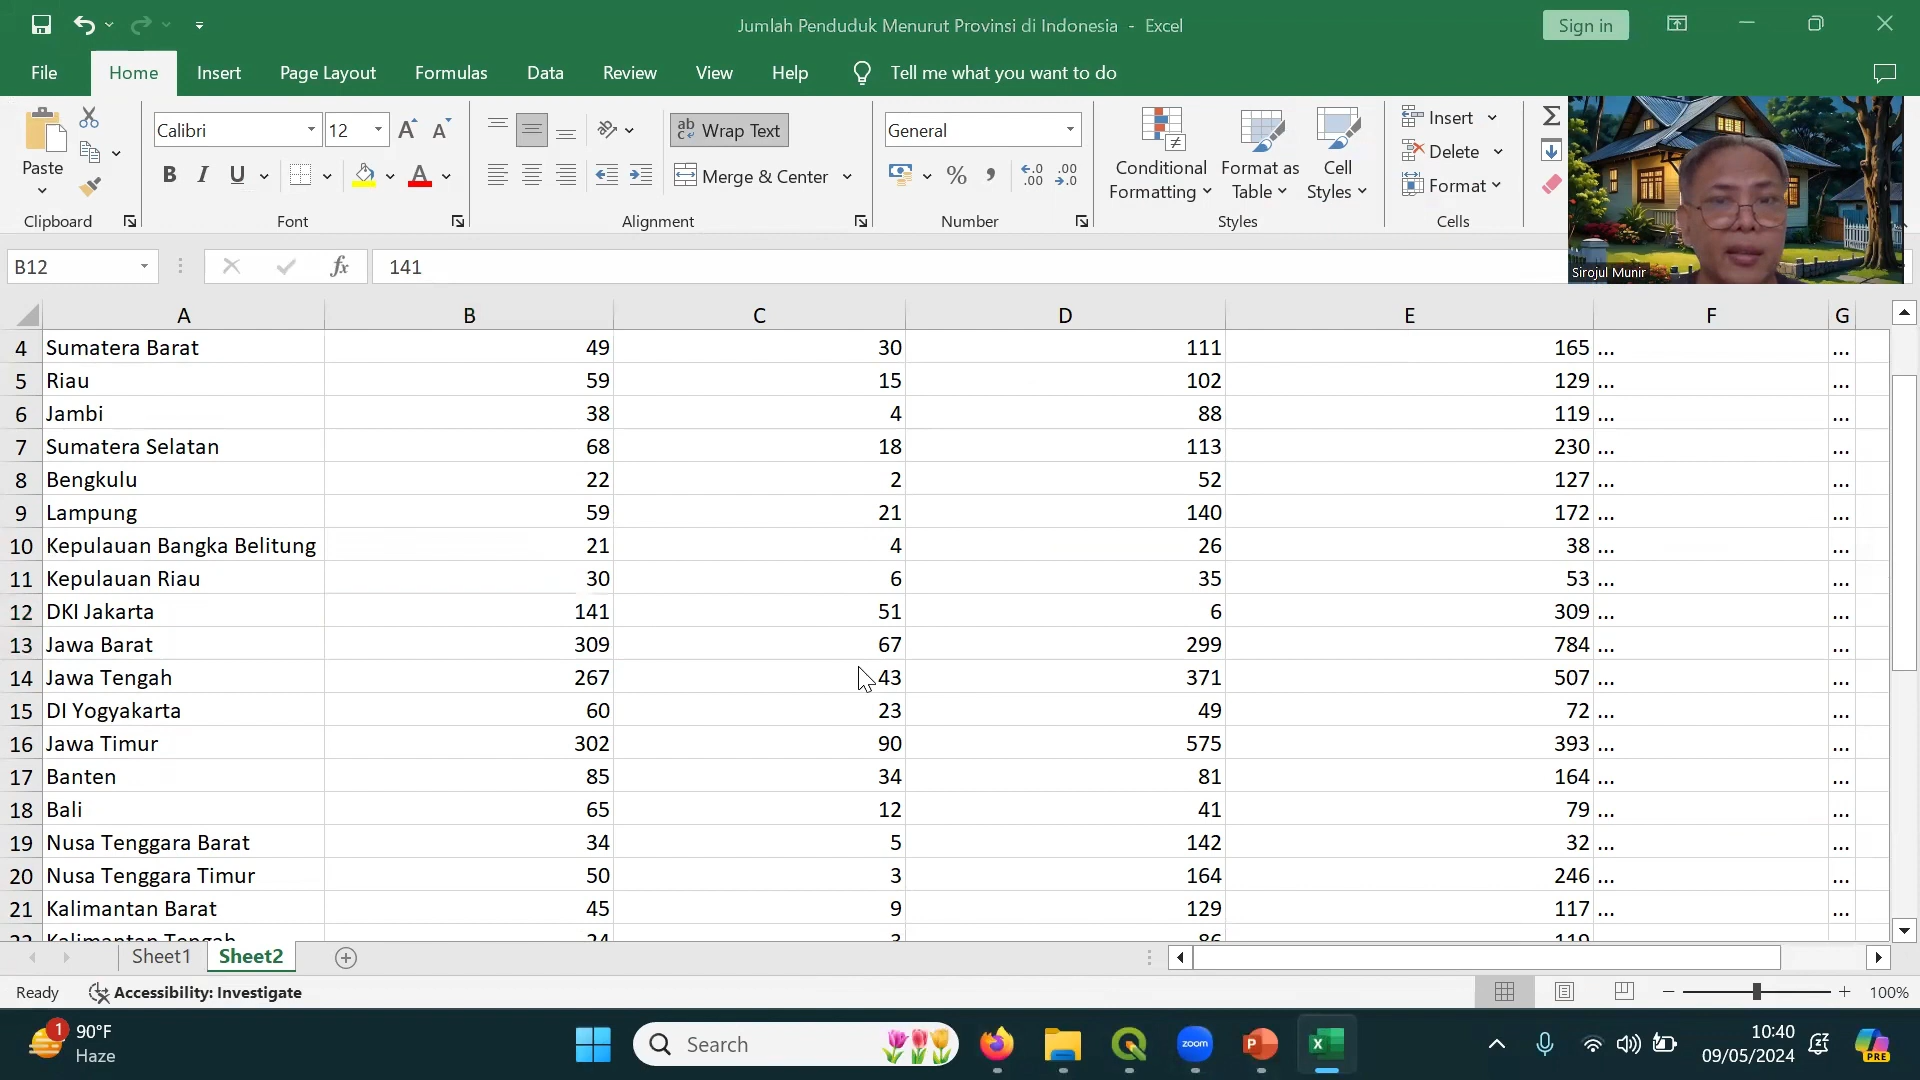 Jumlah Penduduk Menurut Provinsi di Indonesia - Excel
Sign in
File Home Insert Page Layout Formulas Data Review View Help Tell me what you want to do
Paste
Clipboard
Calibri 12
B I U
Font
Wrap Text
Merge & Center
Alignment
General
Number
Conditional Formatting
Format as Table
Cell Styles
Styles
Insert
Delete
Format
Cells
Sirojul Munir
B12 fx 141
A B C D E F G
4 Sumatera Barat 49 30 111 165 ... ...
5 Riau 59 15 102 129 ... ...
6 Jambi 38 4 88 119 ... ...
7 Sumatera Selatan 68 18 113 230 ... ...
8 Bengkulu 22 2 52 127 ... ...
9 Lampung 59 21 140 172 ... ...
10 Kepulauan Bangka Belitung 21 4 26 38 ... ...
11 Kepulauan Riau 30 6 35 53 ... ...
12 DKI Jakarta 141 51 6 309 ... ...
13 Jawa Barat 309 67 299 784 ... ...
14 Jawa Tengah 267 43 371 507 ... ...
15 DI Yogyakarta 60 23 49 72 ... ...
16 Jawa Timur 302 90 575 393 ... ...
17 Banten 85 34 81 164 ... ...
18 Bali 65 12 41 79 ... ...
19 Nusa Tenggara Barat 34 5 142 32 ... ...
20 Nusa Tenggara Timur 50 3 164 246 ... ...
21 Kalimantan Barat 45 9 129 117 ... ...
Sheet1 Sheet2
Ready Accessibility: Investigate 100%
1 90°F
Haze
Search
zoom
10:40
09/05/2024
PRE